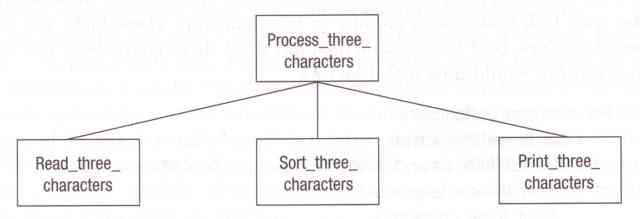 Process_three_
characters
Read_three_
characters
Sort_three_
characters
Print_three_
characters